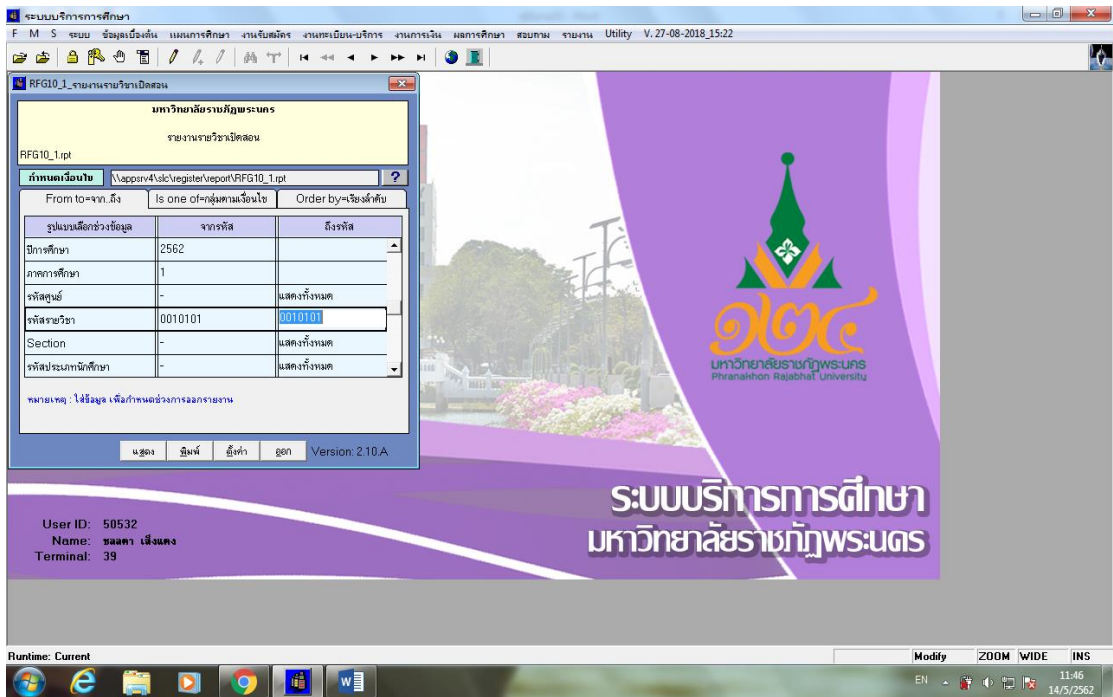 ระบบบริการการศึกษา
F M S ระบบ ข้อมูลเบื้องต้น แผนการศึกษา งานรับสมัคร งานทะเบียน-บริการ งานการเงิน ผลการศึกษา สอบถาม รายงาน Utility V. 27-08-2018_15:22
RFG10_1_รายงานรายวิชาเปิดสอน
มหาวิทยาลัยราชภัฏพระนคร
รายงานรายวิชาเปิดสอน
RFG10_1.rpt
กำหนดเงื่อนไข \\appsrv4\slc\register\report\RFG10_1.rpt ?
From to=จาก..ถึง Is one of=กลุ่มตามเงื่อนไข Order by=เรียงลำดับ
รูปแบบเลือกช่วงข้อมูล จากรหัส ถึงรหัส
ปีการศึกษา 2562
ภาคการศึกษา 1
รหัสศูนย์ - แสดงทั้งหมด
รหัสรายวิชา 0010101 0010101
Section - แสดงทั้งหมด
รหัสประเภทนักศึกษา - แสดงทั้งหมด
หมายเหตุ : ใส่ข้อมูล เพื่อกำหนดช่วงการออกรายงาน
แสดง พิมพ์ ตั้งค่า ออก Version: 2.10.A
๑๒๔
มหาวิทยาลัยราชภัฏพระนคร
Phranakhon Rajabhat University
ระบบบริการการศึกษา
มหาวิทยาลัยราชภัฏพระนคร
User ID: 50532
Name: ชลลดา เส็งแดง
Terminal: 39
Runtime: Current Modify ZOOM WIDE INS
EN 11:46
14/5/2562